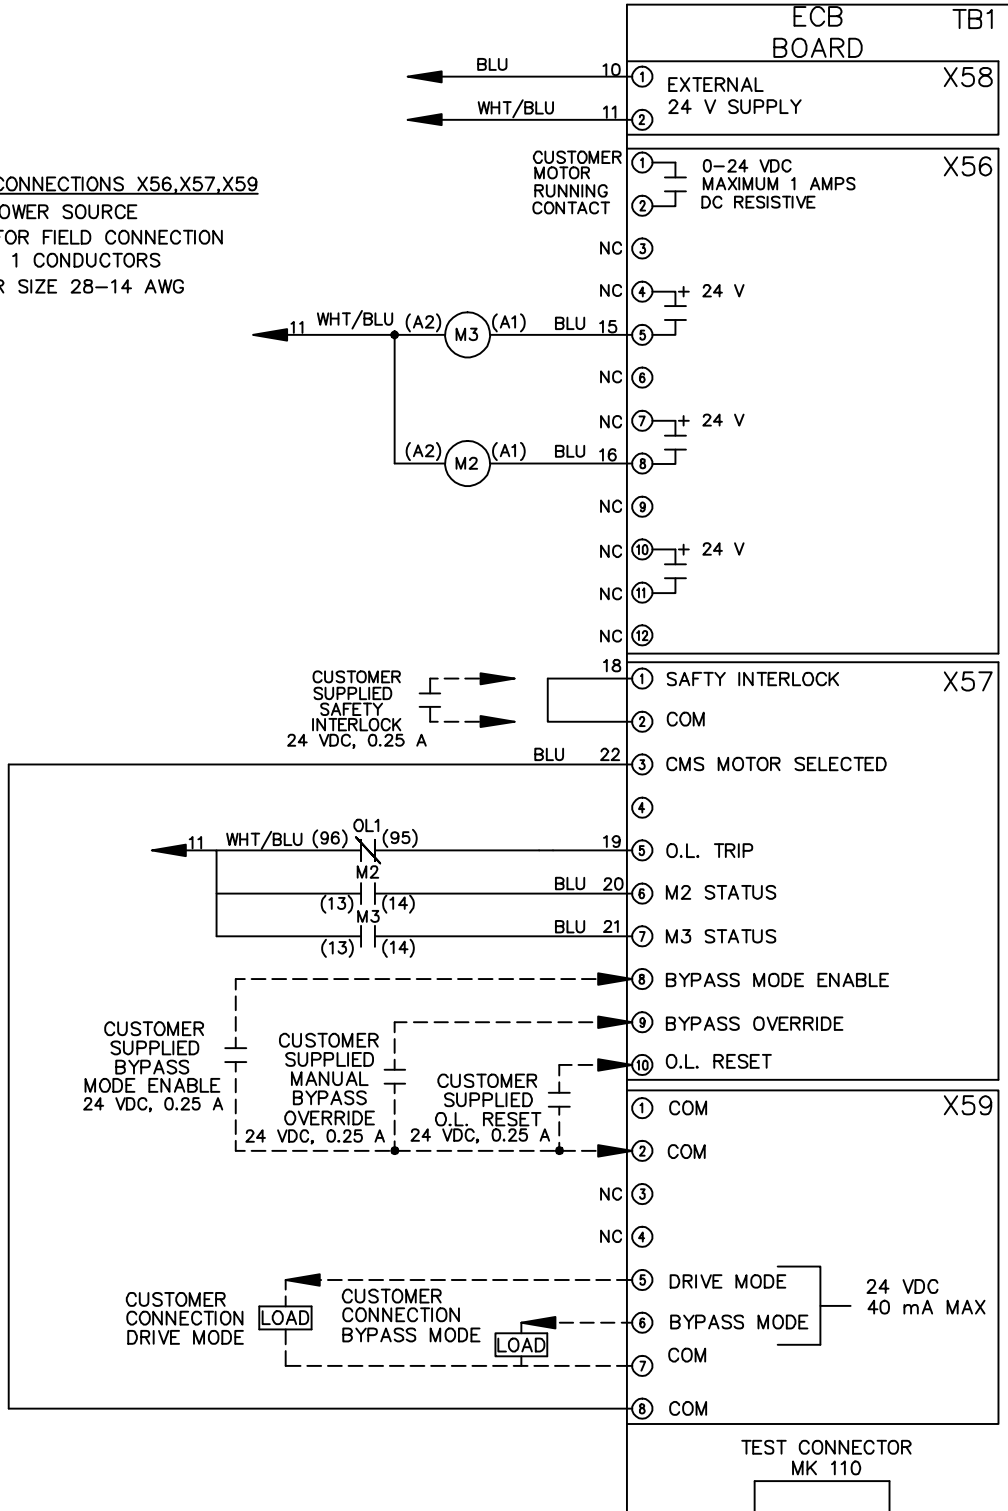 ECB
BOARD
TB1
BLU 10 1 EXTERNAL X58
24 V SUPPLY
WHT/BLU 11 2
CONNECTIONS X56,X57,X59
OWER SOURCE
FOR FIELD CONNECTION
1 CONDUCTORS
R SIZE 28–14 AWG
CUSTOMER
MOTOR
RUNNING
CONTACT
1 0–24 VDC X56
MAXIMUM 1 AMPS
2 DC RESISTIVE
NC 3
NC 4 + 24 V
11 WHT/BLU (A2) M3 (A1) BLU 15 5
NC 6
NC 7 + 24 V
(A2) M2 (A1) BLU 16 8
NC 9
NC 10 + 24 V
NC 11
NC 12
CUSTOMER
SUPPLIED
SAFETY
INTERLOCK
24 VDC, 0.25 A
18 1 SAFTY INTERLOCK X57
2 COM
BLU 22 3 CMS MOTOR SELECTED
4
OL1
11 WHT/BLU (96) (95) 19 5 O.L. TRIP
M2
(13) (14) BLU 20 6 M2 STATUS
M3
(13) (14) BLU 21 7 M3 STATUS
8 BYPASS MODE ENABLE
9 BYPASS OVERRIDE
10 O.L. RESET
CUSTOMER
SUPPLIED
BYPASS
MODE ENABLE
24 VDC, 0.25 A
CUSTOMER
SUPPLIED
MANUAL
BYPASS
OVERRIDE
24 VDC, 0.25 A
CUSTOMER
SUPPLIED
O.L. RESET
24 VDC, 0.25 A
1 COM X59
2 COM
NC 3
NC 4
5 DRIVE MODE
6 BYPASS MODE
24 VDC
40 mA MAX
CUSTOMER
CONNECTION
DRIVE MODE
LOAD
CUSTOMER
CONNECTION
BYPASS MODE
LOAD
7 COM
8 COM
TEST CONNECTOR
MK 110